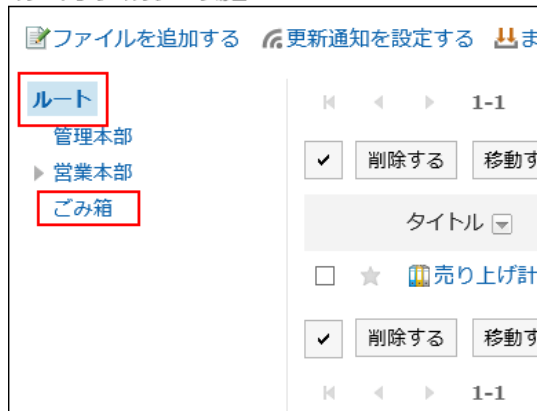 ファイルを追加する 更新通知を設定する ま
ルート
管理本部
営業本部
ごみ箱
1-1
削除する 移動す
タイトル
売り上げ計
削除する 移動す
1-1